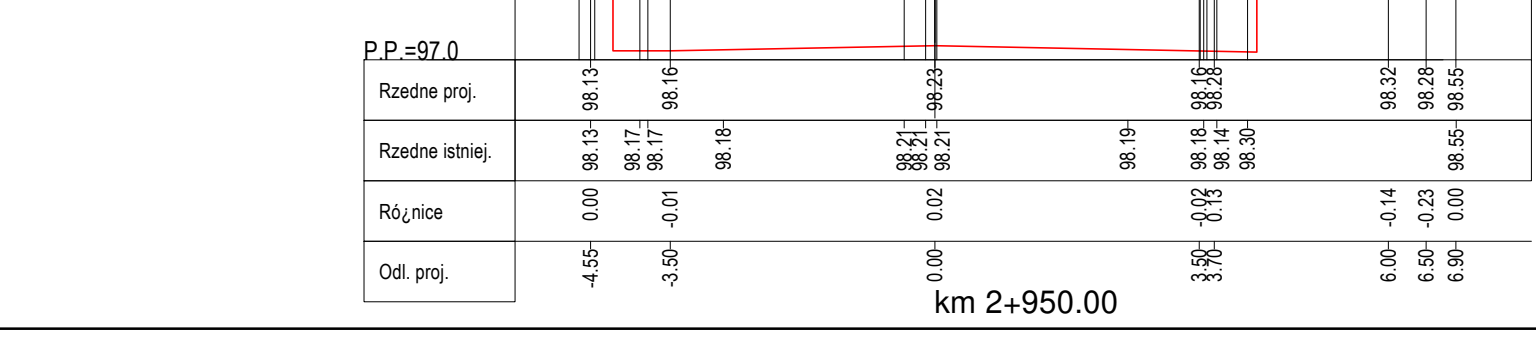 P.P.=97.0
Rzedne proj. 98.13 98.16 98.23 98.16 98.28 98.32 98.28 98.55
Rzedne istniej. 98.13 98.17 98.17 98.18 98.21 98.21 98.21 98.19 98.18 98.14 98.30 98.55
Ró¿nice 0.00 -0.01 0.02 -0.02 0.13 -0.14 -0.23 0.00
Odl. proj. -4.55 -3.50 0.00 3.50 3.70 6.00 6.50 6.90
km 2+950.00